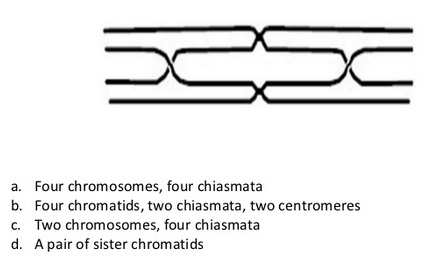 a. Four chromosomes, four chiasmata
b. Four chromatids, two chiasmata, two centromeres
c. Two chromosomes, four chiasmata
d. A pair of sister chromatids